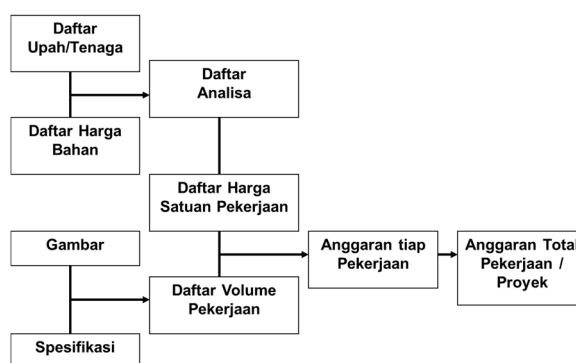 Daftar
Upah/Tenaga
Daftar
Analisa
Daftar Harga
Bahan
Daftar Harga
Satuan Pekerjaan
Gambar
Anggaran tiap
Pekerjaan
Anggaran Total
Pekerjaan /
Proyek
Daftar Volume
Pekerjaan
Spesifikasi